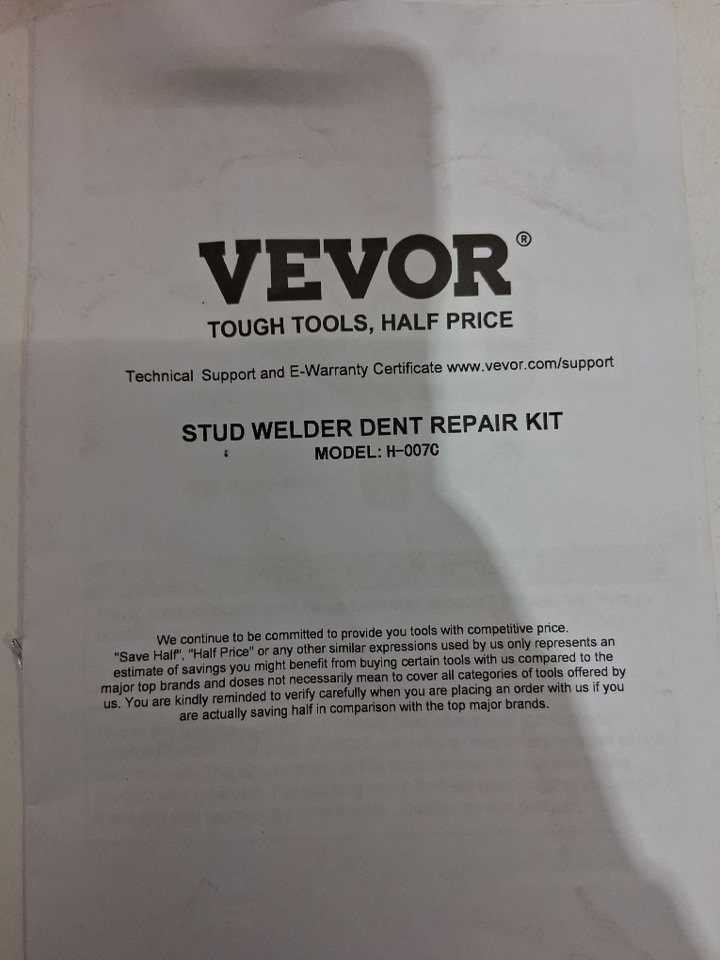 VEVOR®
TOUGH TOOLS, HALF PRICE
Technical Support and E-Warranty Certificate www.vevor.com/support
STUD WELDER DENT REPAIR KIT
MODEL: H-007C
We continue to be committed to provide you tools with competitive price.
"Save Half", "Half Price" or any other similar expressions used by us only represents an
estimate of savings you might benefit from buying certain tools with us compared to the
major top brands and doses not necessarily mean to cover all categories of tools offered by
us. You are kindly reminded to verify carefully when you are placing an order with us if you
are actually saving half in comparison with the top major brands.